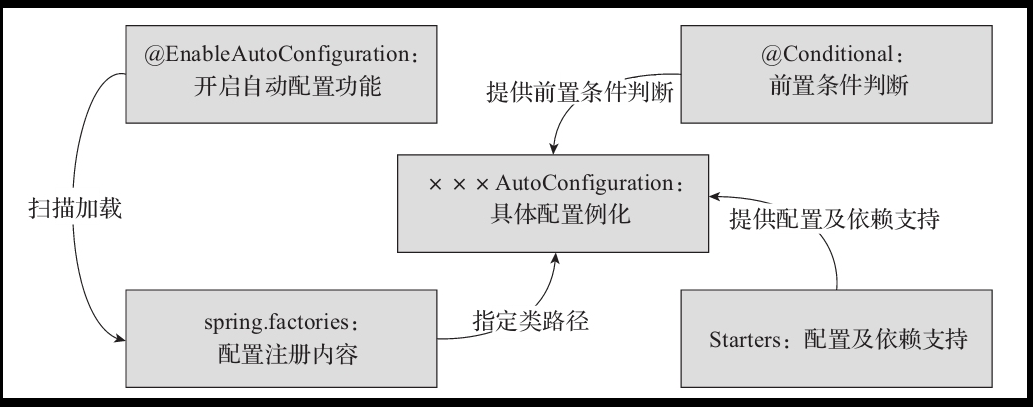 @EnableAutoConfiguration：
开启自动配置功能
@Conditional：
前置条件判断
提供前置条件判断
×××AutoConfiguration：
具体配置例化
扫描加载
提供配置及依赖支持
spring.factories：
配置注册内容
指定类路径
Starters：配置及依赖支持